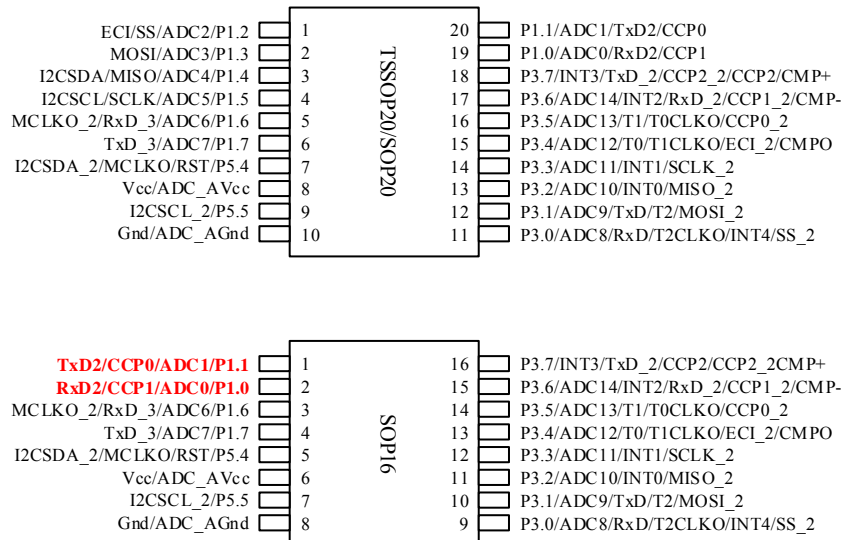 ECI/SS/ADC2/P1.2 1 20 P1.1/ADC1/TxD2/CCP0
MOSI/ADC3/P1.3 2 19 P1.0/ADC0/RxD2/CCP1
I2CSDA/MISO/ADC4/P1.4 3 18 P3.7/INT3/TxD_2/CCP2_2/CCP2/CMP+
I2CSCL/SCLK/ADC5/P1.5 4 17 P3.6/ADC14/INT2/RxD_2/CCP1_2/CMP-
MCLKO_2/RxD_3/ADC6/P1.6 5 16 P3.5/ADC13/T1/T0CLKO/CCP0_2
TxD_3/ADC7/P1.7 6 15 P3.4/ADC12/T0/T1CLKO/ECI_2/CMPO
I2CSDA_2/MCLKO/RST/P5.4 7 14 P3.3/ADC11/INT1/SCLK_2
Vcc/ADC_AVcc 8 13 P3.2/ADC10/INT0/MISO_2
I2CSCL_2/P5.5 9 12 P3.1/ADC9/TxD/T2/MOSI_2
Gnd/ADC_AGnd 10 11 P3.0/ADC8/RxD/T2CLKO/INT4/SS_2
TSSOP20/SOP20
TxD2/CCP0/ADC1/P1.1 1 16 P3.7/INT3/TxD_2/CCP2/CCP2_2CMP+
RxD2/CCP1/ADC0/P1.0 2 15 P3.6/ADC14/INT2/RxD_2/CCP1_2/CMP-
MCLKO_2/RxD_3/ADC6/P1.6 3 14 P3.5/ADC13/T1/T0CLKO/CCP0_2
TxD_3/ADC7/P1.7 4 13 P3.4/ADC12/T0/T1CLKO/ECI_2/CMPO
I2CSDA_2/MCLKO/RST/P5.4 5 12 P3.3/ADC11/INT1/SCLK_2
Vcc/ADC_AVcc 6 11 P3.2/ADC10/INT0/MISO_2
I2CSCL_2/P5.5 7 10 P3.1/ADC9/TxD/T2/MOSI_2
Gnd/ADC_AGnd 8 9 P3.0/ADC8/RxD/T2CLKO/INT4/SS_2
SOP16